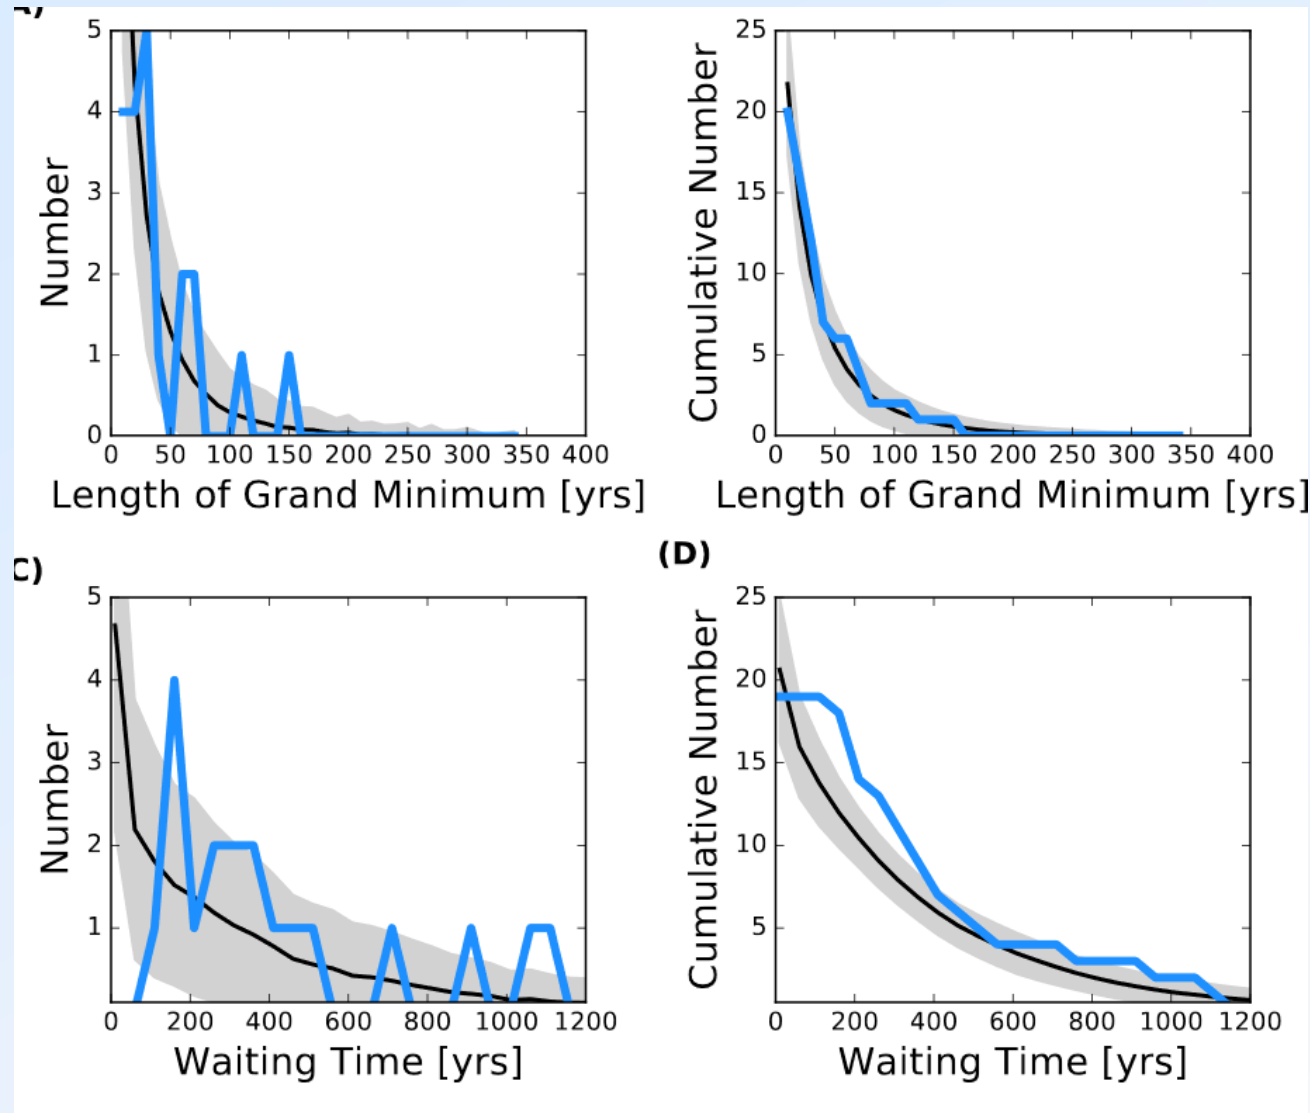 A)
Number
5
4
3
2
1
0
0 50 100 150 200 250 300 350 400
Length of Grand Minimum [yrs]
Cumulative Number
25
20
15
10
5
0
0 50 100 150 200 250 300 350 400
Length of Grand Minimum [yrs]
C)
Number
5
4
3
2
1
0 200 400 600 800 1000 1200
Waiting Time [yrs]
(D)
Cumulative Number
25
20
15
10
5
0 200 400 600 800 1000 1200
Waiting Time [yrs]